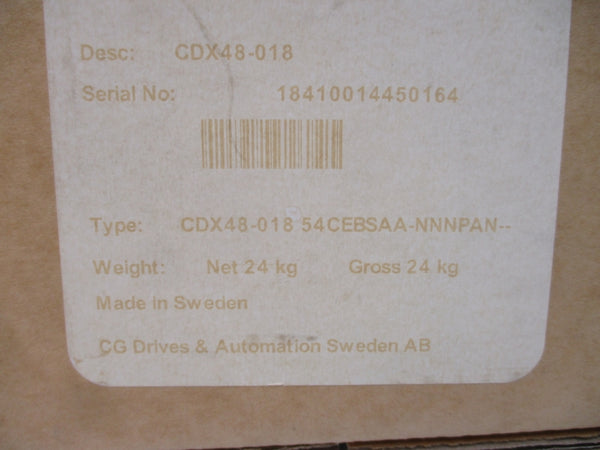 Desc: CDX48-018
Serial No: 18410014450164
Type: CDX48-018 54CEBSAA-NNNPAN--
Weight: Net 24 kg Gross 24 kg
Made in Sweden
CG Drives & Automation Sweden AB